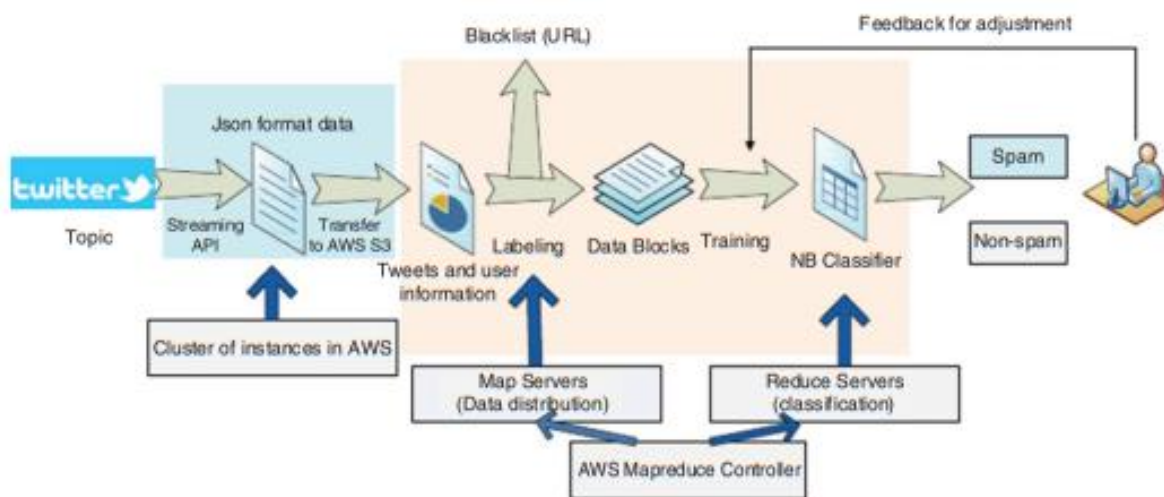 Blacklist (URL)
Feedback for adjustment
Json format data
twitter
Topic
Streaming
API
Transfer
to AWS S3
Tweets and user
information
Labeling
Data Blocks
Training
NB Classifier
Spam
Non-spam
Cluster of instances in AWS
Map Servers
(Data distribution)
Reduce Servers
(classification)
AWS Mapreduce Controller